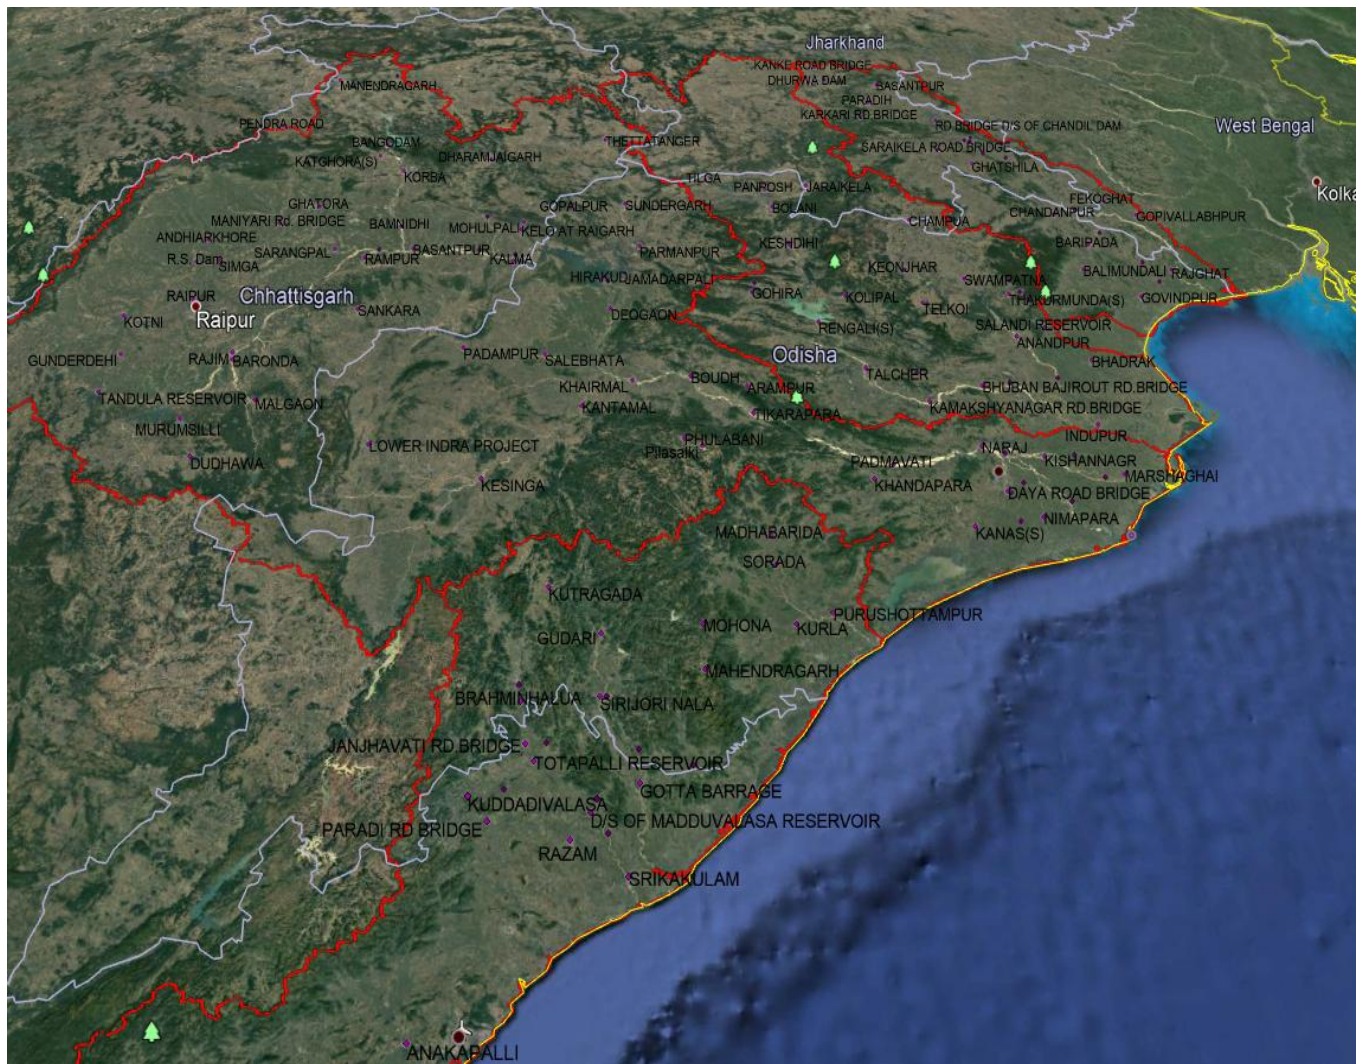 Jharkhand
KANKE ROAD BRIDGE
DHURWA DAM
MANENDRAGARH
BASANTPUR
PARADIH
KARKARI RD.BRIDGE
PENDRA ROAD
RD BRIDGE D/S OF CHANDIL DAM
West Bengal
BANGODAM
THETTATANGER
SARAIKELA ROAD BRIDGE
KATGHORA(S)
DHARAMJAIGARH
GHATSHILA
KORBA
TILGA
PANPOSH
JARAIKELA
Kolka
FEKOGHAT
GHATORA
GOPALPUR
SUNDERGARH
BOLANI
CHANDANPUR
GOPIVALLABHPUR
MANIYARI Rd. BRIDGE
BAMNIDHI
MOHULPALI
KELO AT RAIGARH
CHAMPUA
ANDHIARKHORE
SARANGPAL
BASANTPUR
PARMANPUR
KESHDIHI
BARIPADA
R.S. Dam
SIMGA
RAMPUR
KALMA
KEONJHAR
BALIMUNDALI
RAJGHAT
HIRAKUD
JAMADARPALI
SWAMPATNA
RAIPUR
Chhattisgarh
GOHIRA
KOLIPAL
THAKURMUNDA(S)
GOVINDPUR
Raipur
SANKARA
DEOGAON
TELKOI
KOTNI
RENGALI(S)
SALANDI RESERVOIR
ANANDPUR
GUNDERDEHI
RAJIM
BARONDA
PADAMPUR
SALEBHATA
Odisha
BHADRAK
TALCHER
KHAIRMAL
BOUDH
ARAMPUR
BHUBAN BAJIROUT RD.BRIDGE
TANDULA RESERVOIR
MALGAON
KANTAMAL
TIKARAPARA
KAMAKSHYANAGAR RD.BRIDGE
MURUMSILLI
INDUPUR
LOWER INDRA PROJECT
PHULABANI
Pilasalki
NARAJ
DUDHAWA
PADMAVATI
KISHANNAGR
KESINGA
KHANDAPARA
MARSHAGHAI
DAYA ROAD BRIDGE
NIMAPARA
MADHABARIDA
KANAS(S)
SORADA
KUTRAGADA
PURUSHOTTAMPUR
MOHONA
KURLA
GUDARI
MAHENDRAGARH
BRAHMINHALUA
SIRIJORI NALA
JANJHAVATI RD.BRIDGE
TOTAPALLI RESERVOIR
GOTTA BARRAGE
KUDDADIVALASA
D/S OF MADDUVALASA RESERVOIR
PARADI RD BRIDGE
RAZAM
SRIKAKULAM
ANAKAPALLI